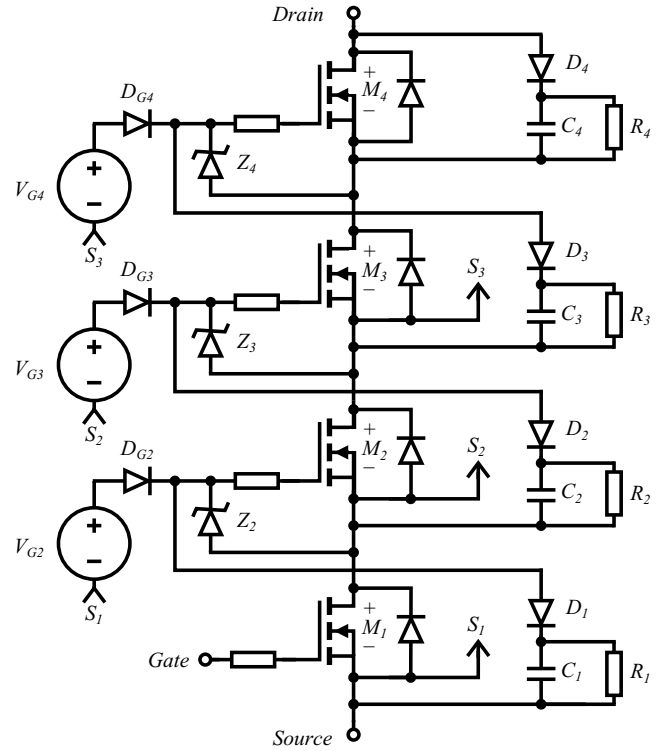 Drain
D4
+
M4
−
C4
R4
DG4
+
−
VG4
Z4
S3
D3
+
M3
−
S3
C3
R3
DG3
+
−
VG3
Z3
S2
D2
+
M2
−
S2
C2
R2
DG2
+
−
VG2
Z2
S1
D1
+
M1
−
S1
C1
R1
Gate
Source